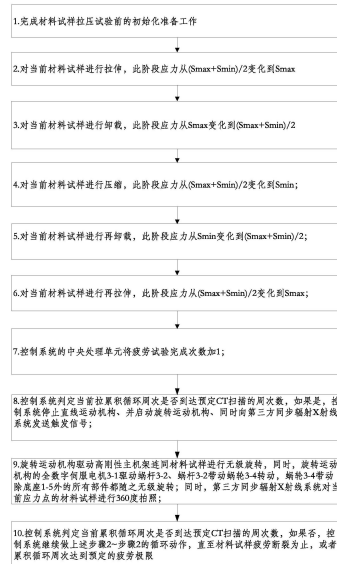 1.完成材料试样拉压试验前的初始化准备工作
2.对当前材料试样进行拉伸，此阶段应力从(Smax+Smin)/2变化到Smax
3.对当前材料试样进行卸载，此阶段应力从Smax变化到(Smax+Smin)/2
4.对当前材料试样进行压缩，此阶段应力从(Smax+Smin)/2变化到Smin；
5.对当前材料试样进行再卸载，此阶段应力从Smin变化到(Smax+Smin)/2；
6.对当前材料试样进行再拉伸，此阶段应力从(Smax+Smin)/2变化到Smax；
7.控制系统的中央处理单元将疲劳试验完成次数加1；
8.控制系统判定当前拉累积循环周次是否到达预定CT扫描的周次数，如果是，控
制系统停止直线运动机构、并启动旋转运动机构、同时向第三方同步辐射X射线
系统发送触发信号；
9.旋转运动机构驱动高刚性主机架连同材料试样进行无极旋转，同时，旋转运动
机构的全数字伺服电机3-1驱动蜗杆3-2、蜗杆3-2带动蜗轮3-4转动，蜗轮3-4带动
除底座1-5外的所有部件都随之无级旋转；同时，第三方同步辐射X射线系统对当
前应力点的材料试样进行360度拍照；
10.控制系统判定当前累积循环周次是否到达预定CT扫描的周次数，如果否，控
制系统继续做上述步骤2~步骤2的循环动作，直至材料试样疲劳断裂为止，或者
累积循环周次达到预定的疲劳极限